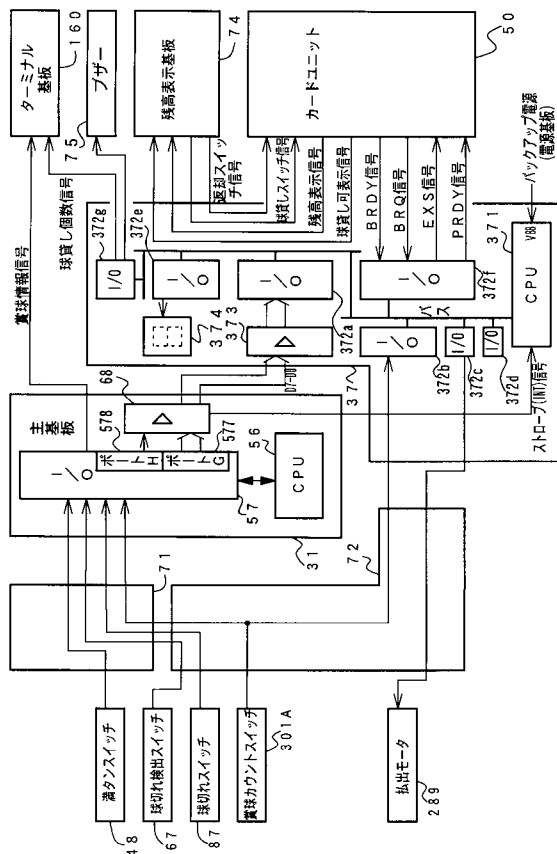 満タンスイッチ
48
球切れ検出スイッチ
67
球切れスイッチ
87
賞球カウントスイッチ
301A
払出モータ
289
71
72
主基板
I/O
ポートH
ポートG
578
577
57
CPU
56
31
68
賞球情報信号
球貸し個数信号
ターミナル基板
160
ブザー
75
残高表示基板
74
カードユニット
50
返却スイッチ信号
球貸しスイッチ信号
残高表示信号
球貸し可表示信号
BRDY信号
BRQ信号
EXS信号
PRDY信号
I/O
372g
I/O
372e
374
373
I/O
372a
D7-D0
I/O
372f
バス
I/O
372b
I/O
372c
I/O
372d
37
CPU
VBB
371
バックアップ電源
(電源基板)
ストローブ(INT)信号